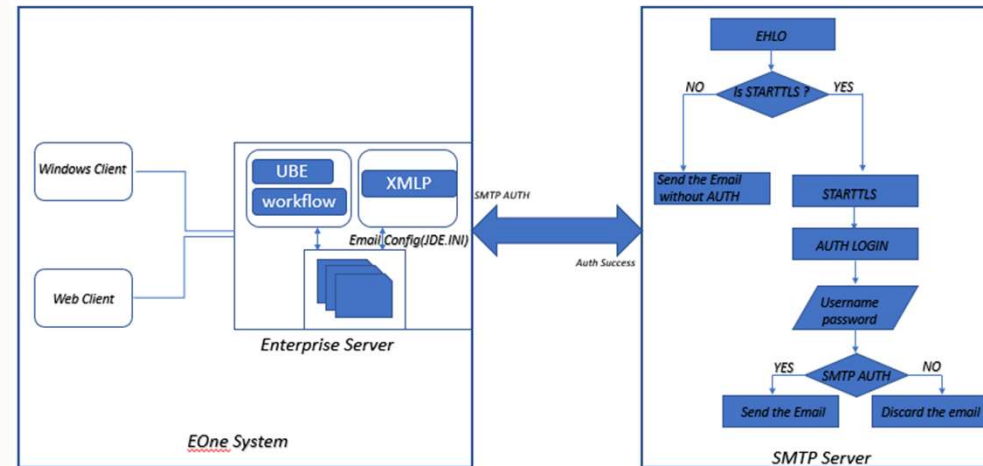 Windows Client
Web Client
UBE
workflow
XMLP
Email Config(JDE.INI)
Enterprise Server
EOne System
SMTP AUTH
Auth Success
EHLO
Is STARTTLS ?
NO
YES
Send the Email
without AUTH
STARTTLS
AUTH LOGIN
Username
password
SMTP AUTH
YES
NO
Send the Email
Discard the email
SMTP Server